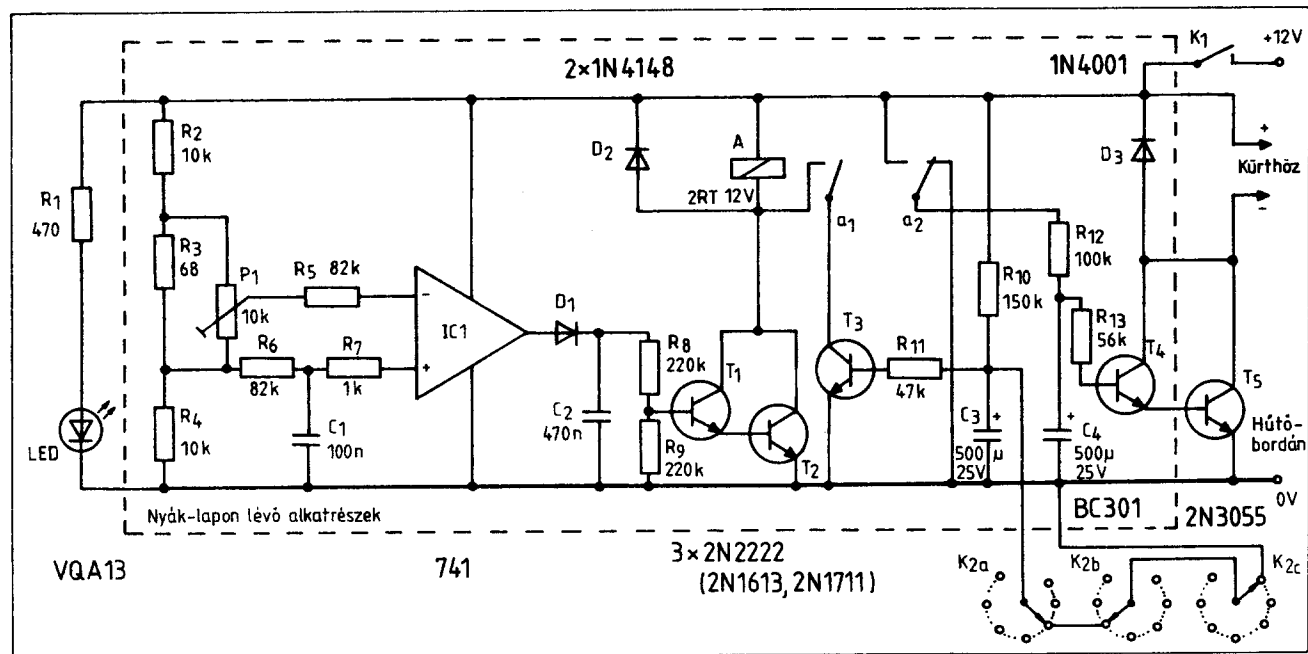 2×1N4148
1N4001
K1
+12V
R2
10k
R1
470
R3
68
P1
10k
R5 82k
R6
82k
R7
1k
−
+
IC1
D1
D2
A
2RT 12V
a1
a2
D3
+
Kürthöz
−
R10
150k
R12
100k
R13
56k
T3
R11
47k
T4
T5
R8
220k
T1
R4
10k
C1
100n
C2
470n
R9
220k
T2
C3
+
500 µ
25V
+
C4
500µ
25V
Hűtő-
bordán
LED
0V
Nyák-lapon lévő alkatrészek
BC301
2N3055
VQA13
741
3×2N2222
(2N1613, 2N1711)
K2a
K2b
K2c